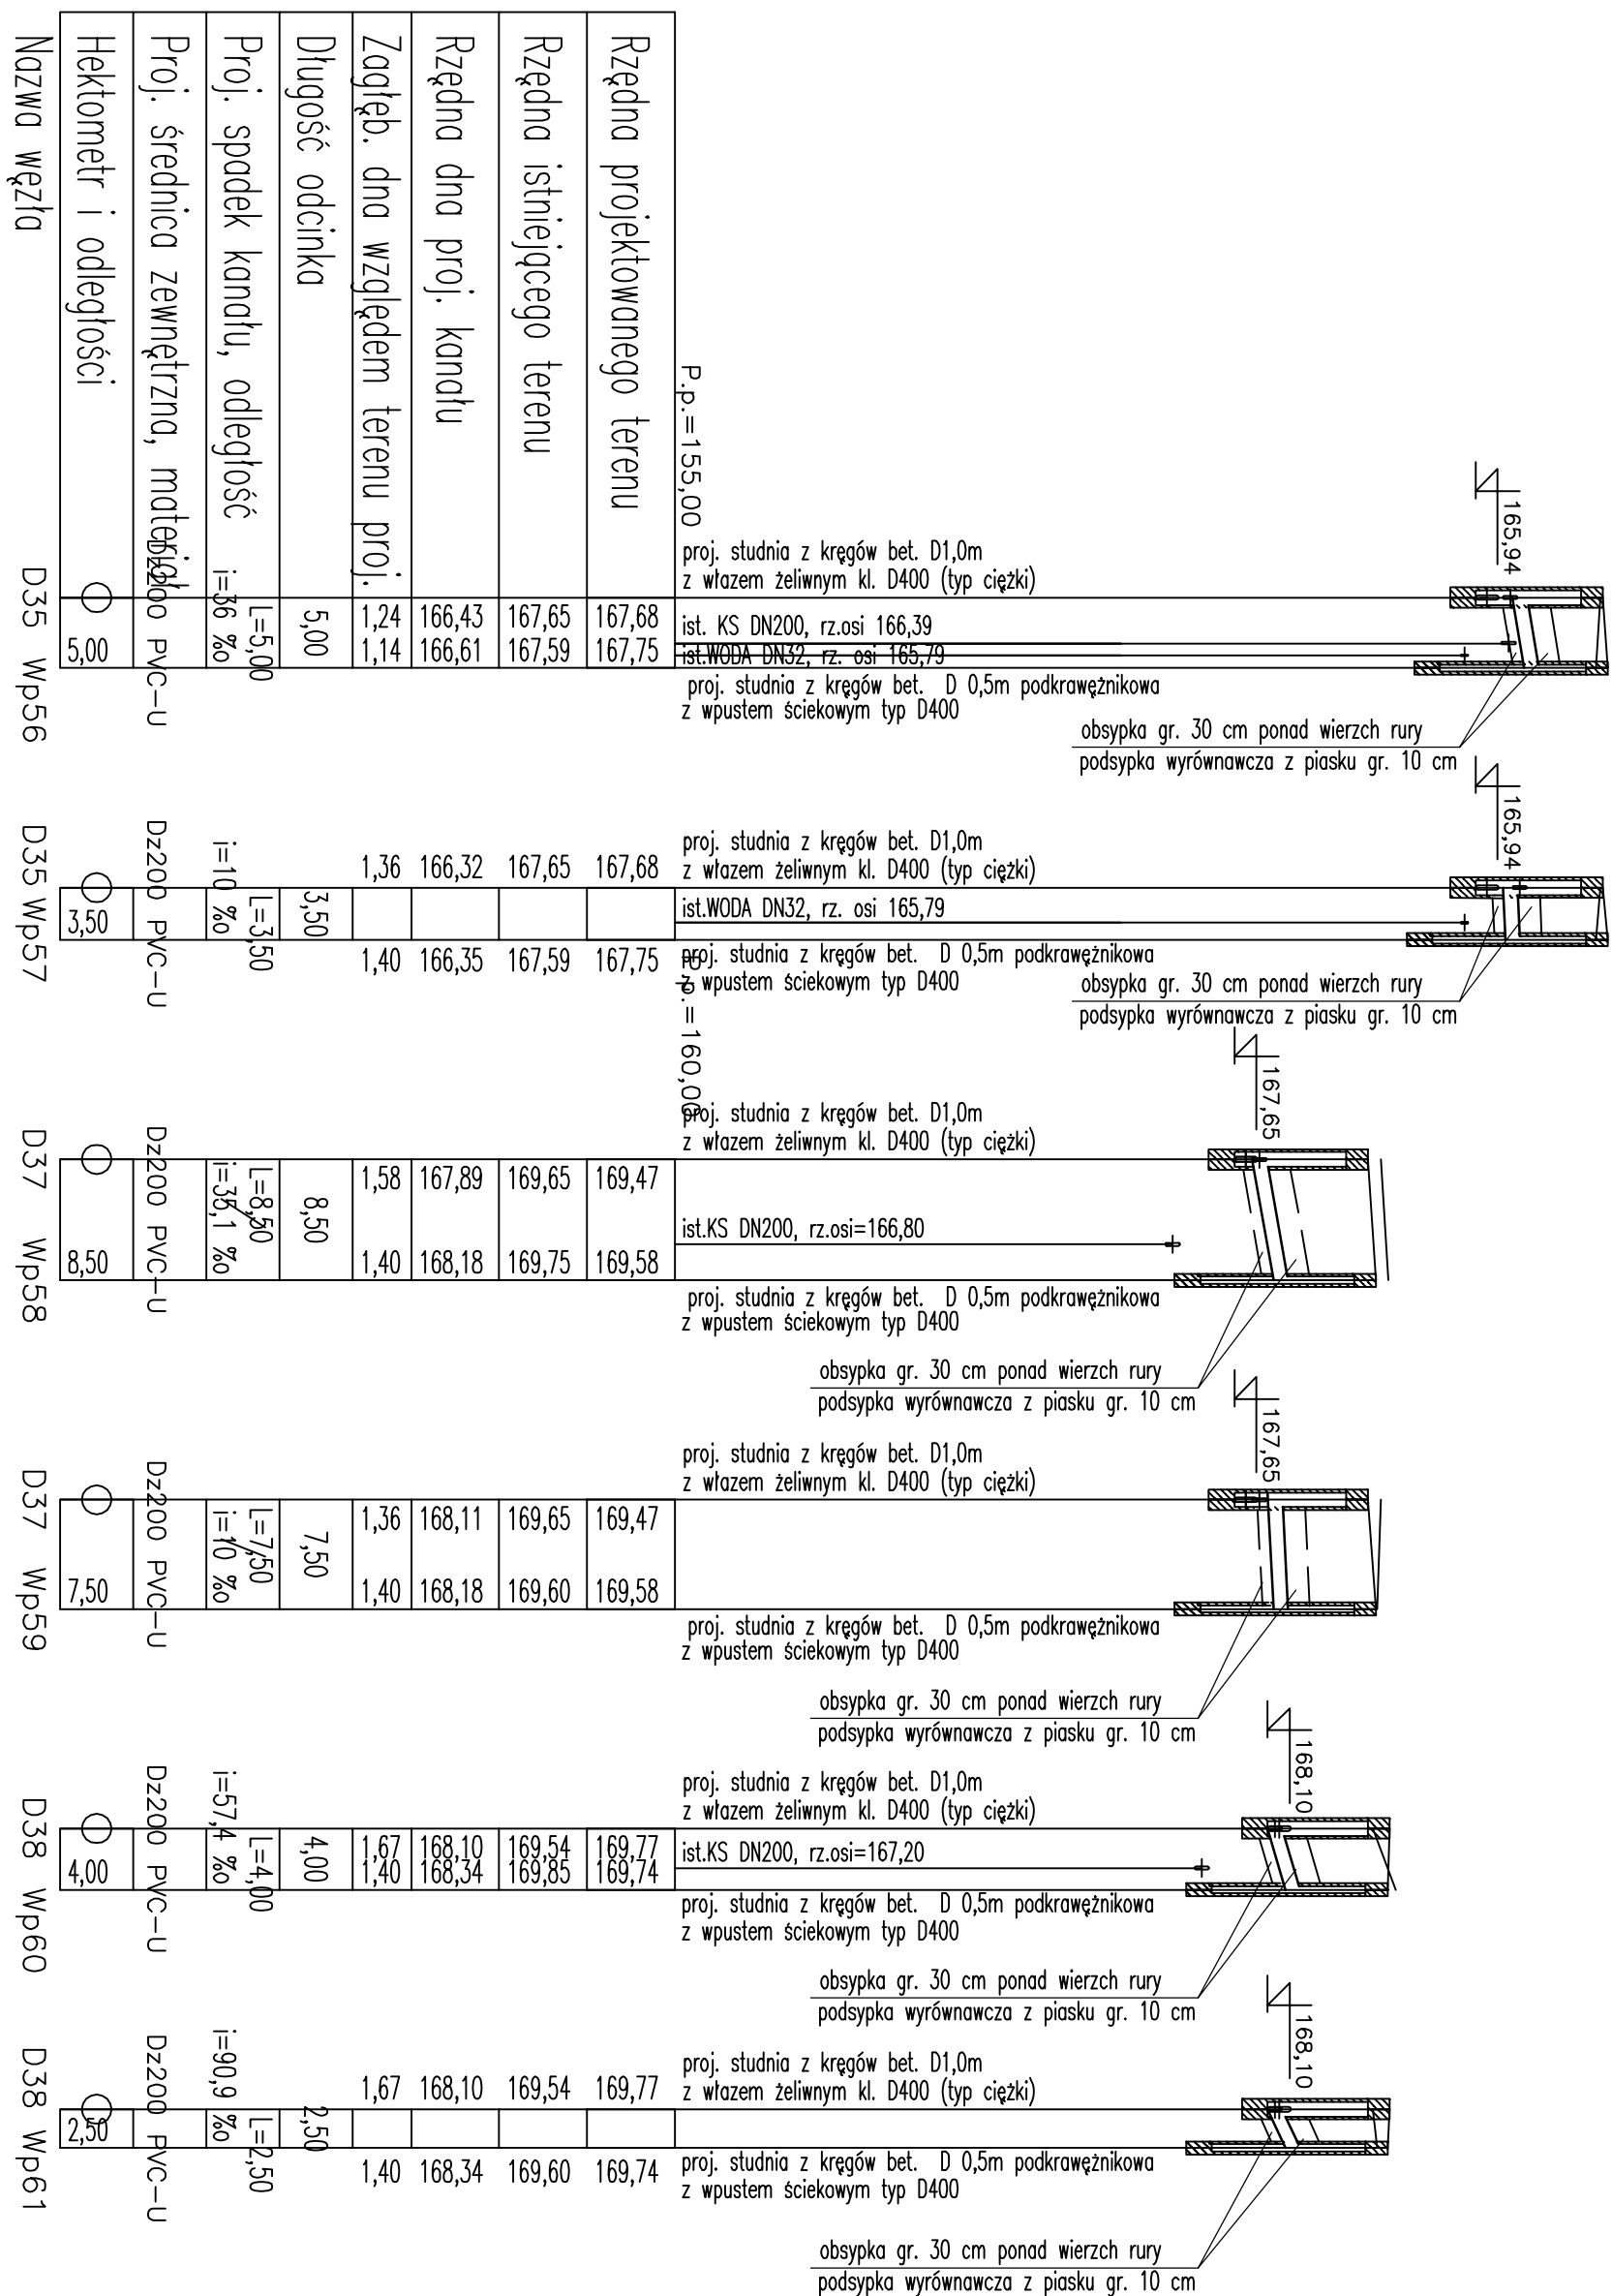 Rzędna projektowanego terenu
Rzędna istniejącego terenu
Rzędna dna proj. kanału
Zagłęb. dna względem terenu proj.
Długość odcinka
Proj. spadek kanału, odległość
Proj. średnica zewnętrzna, materiał
Hektometr i odległości
Nazwa węzła
P.p.=155,00
165,94
proj. studnia z kręgów bet. D1,0m
z włazem żeliwnym kl. D400 (typ ciężki)
ist. KS DN200, rz.osi 166,39
ist.WODA DN32, rz. osi 165,79
proj. studnia z kręgów bet. D 0,5m podkrawężnikowa
z wpustem ściekowym typ D400
obsypka gr. 30 cm ponad wierzch rury
podsypka wyrównawcza z piasku gr. 10 cm
1,24 166,43 167,65 167,68
1,14 166,61 167,59 167,75
5,00
L=5,00
i=36 ‰
Dz200 PVC-U
5,00
D35 Wp56
165,94
proj. studnia z kręgów bet. D1,0m
z włazem żeliwnym kl. D400 (typ ciężki)
ist.WODA DN32, rz. osi 165,79
proj. studnia z kręgów bet. D 0,5m podkrawężnikowa
z wpustem ściekowym typ D400
obsypka gr. 30 cm ponad wierzch rury
podsypka wyrównawcza z piasku gr. 10 cm
1,36 166,32 167,65 167,68
1,40 166,35 167,59 167,75
3,50
L=3,50
i=10 ‰
Dz200 PVC-U
3,50
D35 Wp57
P.p.=160,00
167,65
proj. studnia z kręgów bet. D1,0m
z włazem żeliwnym kl. D400 (typ ciężki)
ist.KS DN200, rz.osi=166,80
proj. studnia z kręgów bet. D 0,5m podkrawężnikowa
z wpustem ściekowym typ D400
obsypka gr. 30 cm ponad wierzch rury
podsypka wyrównawcza z piasku gr. 10 cm
1,58 167,89 169,65 169,47
1,40 168,18 169,75 169,58
8,50
L=8,50
i=35,1 ‰
Dz200 PVC-U
8,50
D37 Wp58
167,65
proj. studnia z kręgów bet. D1,0m
z włazem żeliwnym kl. D400 (typ ciężki)
proj. studnia z kręgów bet. D 0,5m podkrawężnikowa
z wpustem ściekowym typ D400
obsypka gr. 30 cm ponad wierzch rury
podsypka wyrównawcza z piasku gr. 10 cm
1,36 168,11 169,65 169,47
1,40 168,18 169,60 169,58
7,50
L=7,50
i=10 ‰
Dz200 PVC-U
7,50
D37 Wp59
168,10
proj. studnia z kręgów bet. D1,0m
z włazem żeliwnym kl. D400 (typ ciężki)
ist.KS DN200, rz.osi=167,20
proj. studnia z kręgów bet. D 0,5m podkrawężnikowa
z wpustem ściekowym typ D400
obsypka gr. 30 cm ponad wierzch rury
podsypka wyrównawcza z piasku gr. 10 cm
1,67 168,10 169,54 169,77
1,40 168,34 169,85 169,74
4,00
L=4,00
i=57,4 ‰
Dz200 PVC-U
4,00
D38 Wp60
168,10
proj. studnia z kręgów bet. D1,0m
z włazem żeliwnym kl. D400 (typ ciężki)
proj. studnia z kręgów bet. D 0,5m podkrawężnikowa
z wpustem ściekowym typ D400
obsypka gr. 30 cm ponad wierzch rury
podsypka wyrównawcza z piasku gr. 10 cm
1,67 168,10 169,54 169,77
1,40 168,34 169,60 169,74
2,50
L=2,50
i=90,9 ‰
Dz200 PVC-U
2,50
D38 Wp61